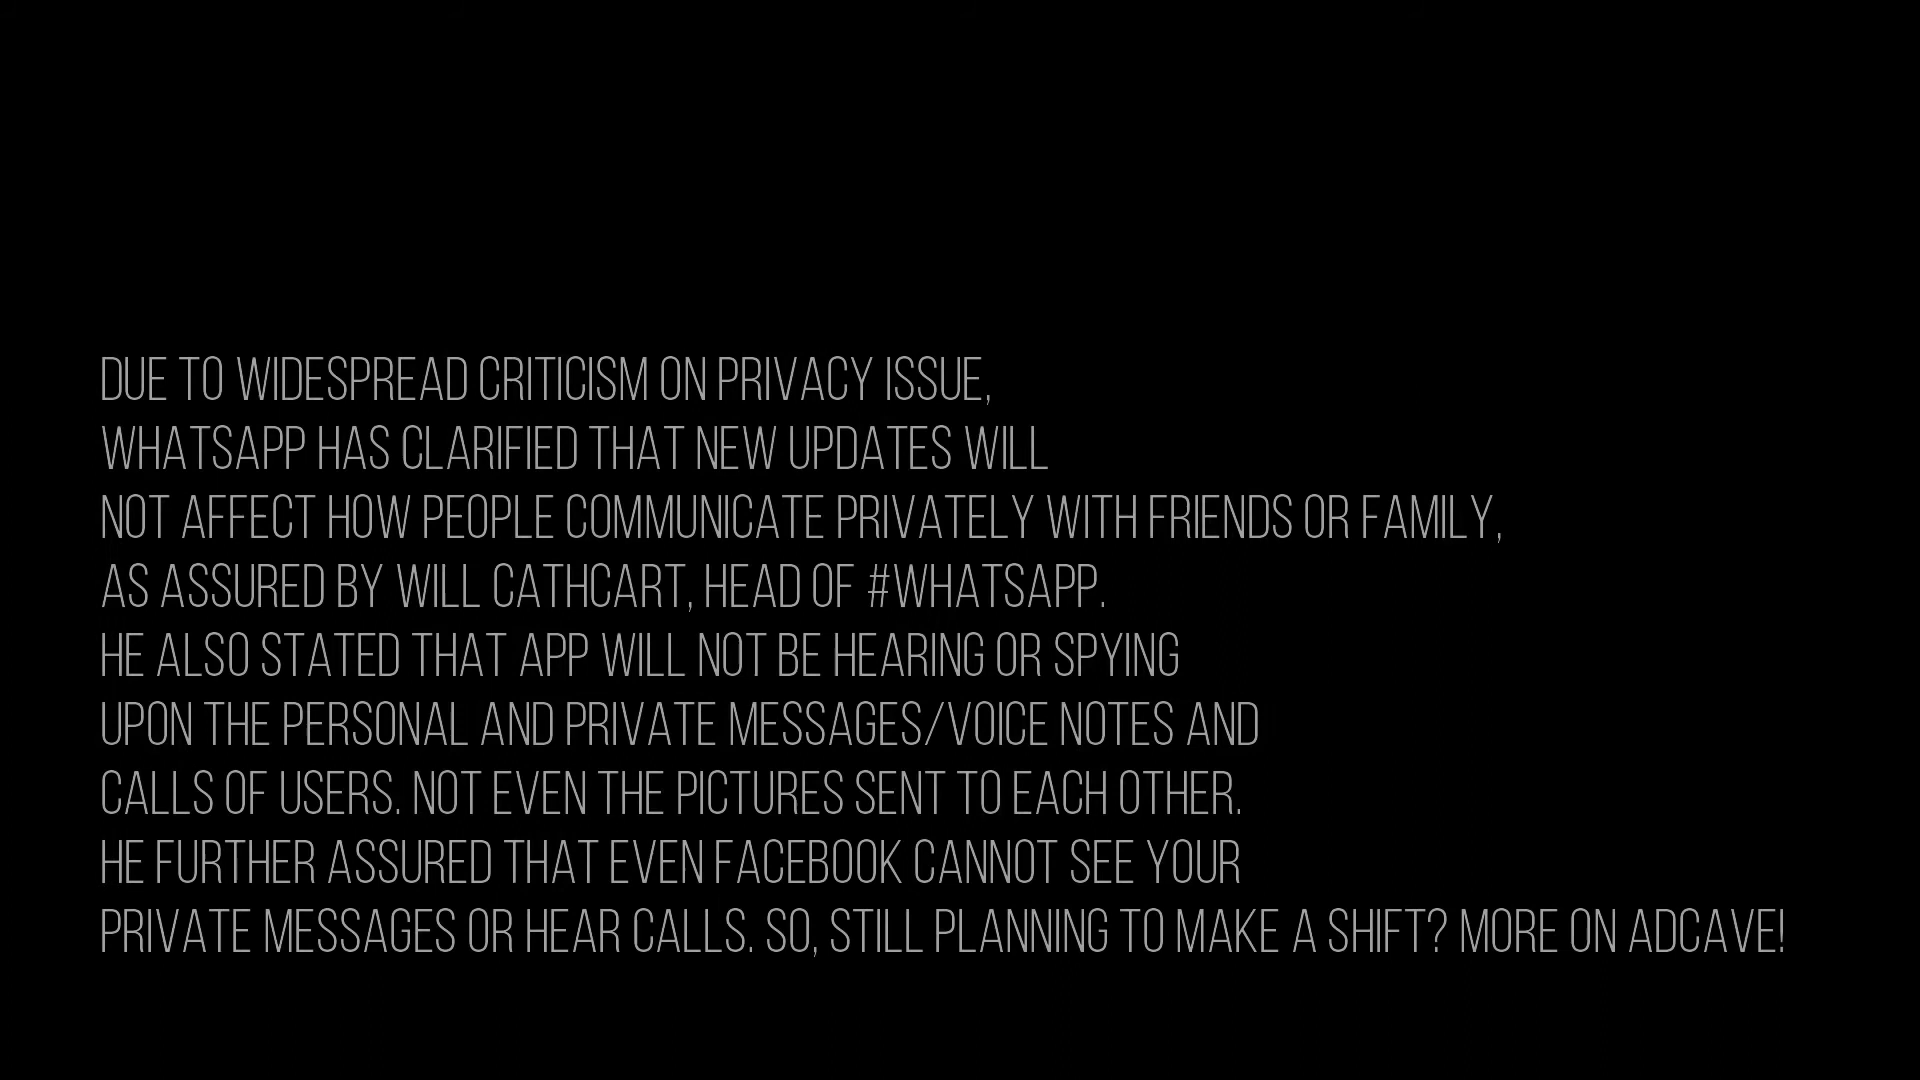 DUE TO WIDESPREAD CRITICISM ON PRIVACY ISSUE,
WHATSAPP HAS CLARIFIED THAT NEW UPDATES WILL
NOT AFFECT HOW PEOPLE COMMUNICATE PRIVATELY WITH FRIENDS OR FAMILY,
AS ASSURED BY WILL CATHCART, HEAD OF #WHATSAPP.
HE ALSO STATED THAT APP WILL NOT BE HEARING OR SPYING
UPON THE PERSONAL AND PRIVATE MESSAGES/VOICE NOTES AND
CALLS OF USERS. NOT EVEN THE PICTURES SENT TO EACH OTHER.
HE FURTHER ASSURED THAT EVEN FACEBOOK CANNOT SEE YOUR
PRIVATE MESSAGES OR HEAR CALLS. SO, STILL PLANNING TO MAKE A SHIFT? MORE ON ADCAVE!